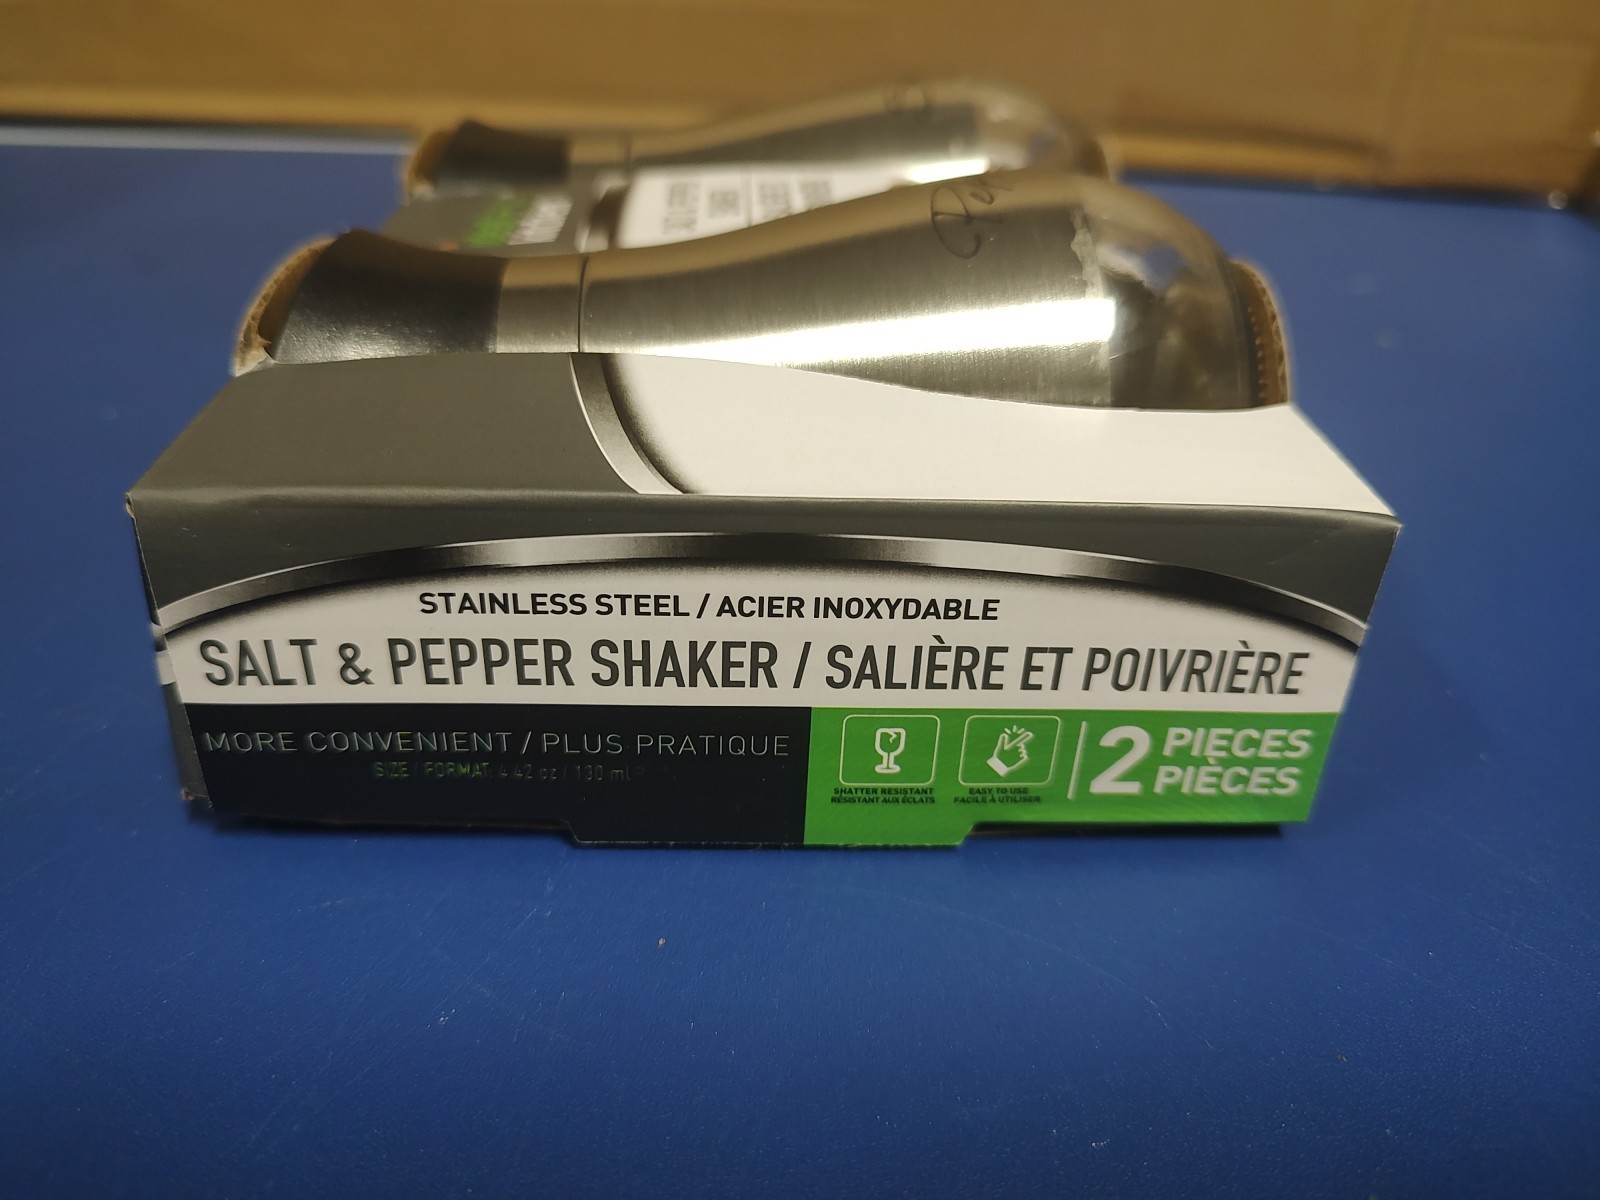 STAINLESS STEEL / ACIER INOXYDABLE
SALT & PEPPER SHAKER / SALIÈRE ET POIVRIÈRE
MORE CONVENIENT / PLUS PRATIQUE
SIZE / FORMAT 4.42 oz / 130 ml
SHATTER RESISTANT
RÉSISTANT AUX ÉCLATS
EASY TO USE
FACILE À UTILISER
2 PIECES
PIÈCES